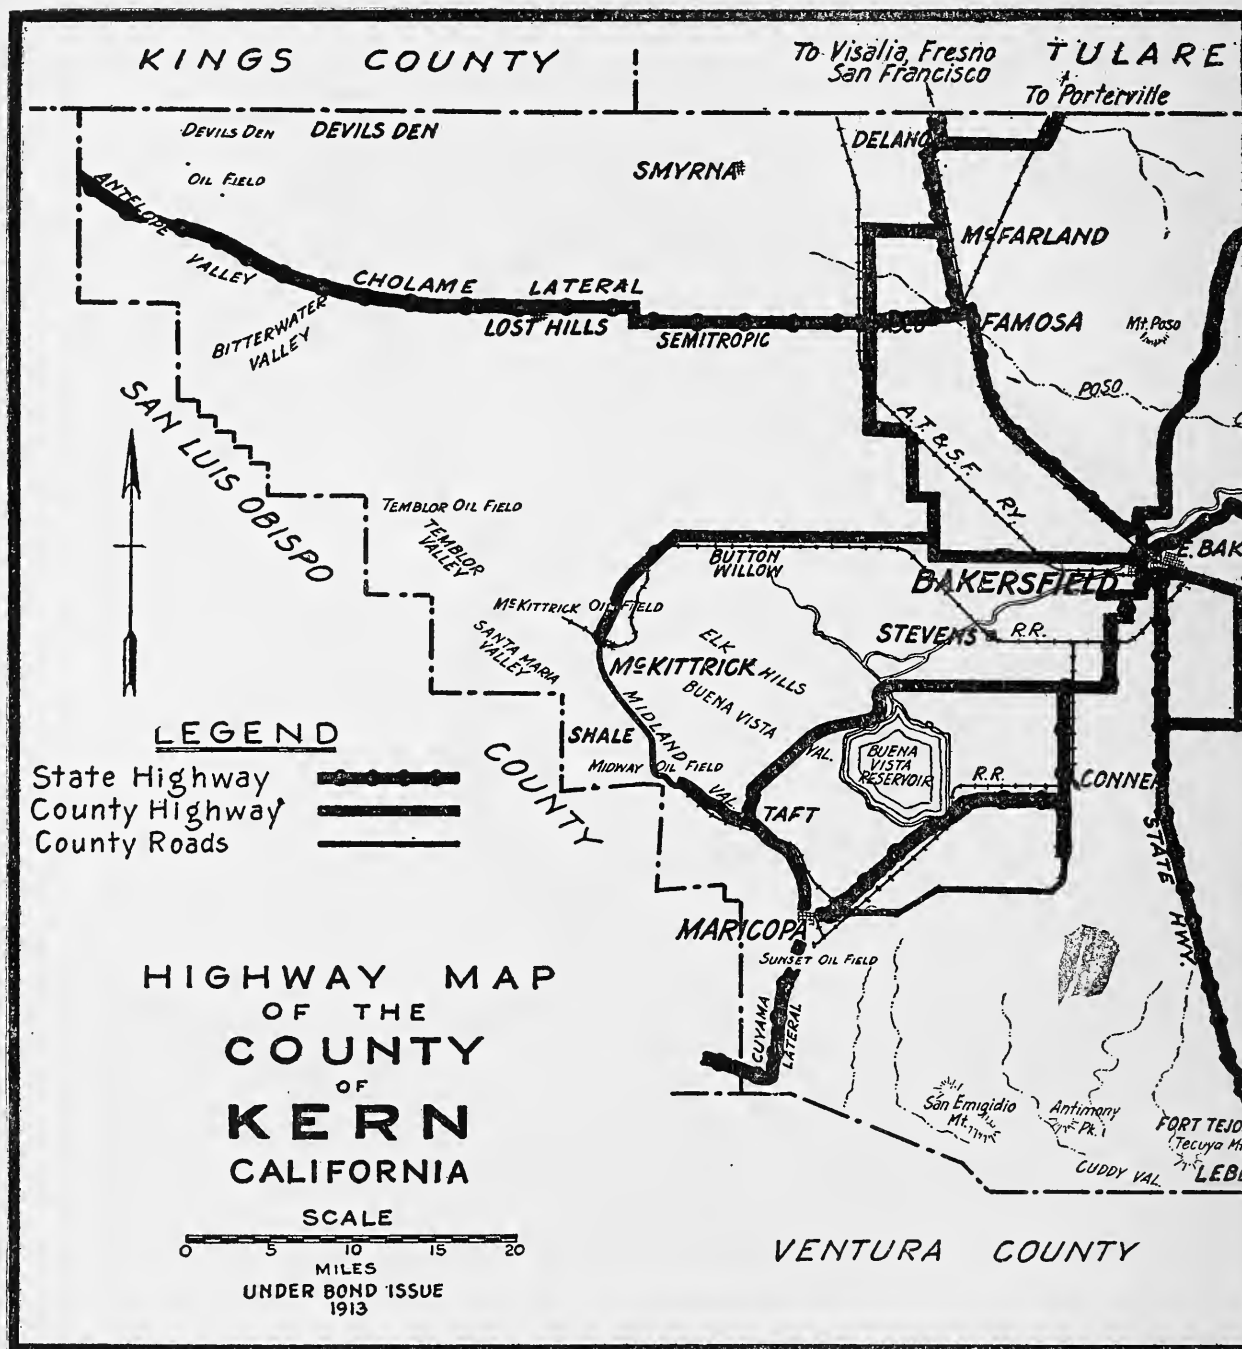 KINGS COUNTY
To Visalia, Fresno
San Francisco
TULARE
To Porterville
DEVILS DEN
DEVILS DEN
OIL FIELD
SMYRNA
DELANO
ANTELOPE
VALLEY
McFARLAND
CHOLAME LATERAL
BITTERWATER
VALLEY
LOST HILLS
SEMITROPIC
FAMOSA
Mt. Poso
POSO
SAN LUIS OBISPO
COUNTY
A.T. & S.F. RY.
TEMBLOR OIL FIELD
TEMBLOR
VALLEY
BUTTON
WILLOW
E. BAK
BAKERSFIELD
McKITTRICK OIL FIELD
SANTA MARIA
VALLEY
ELK
HILLS
STEVENS
R.R.
McKITTRICK
BUENA VISTA
VAL.
MIDLAND
VAL.
SHALE
MIDWAY OIL FIELD
BUENA
VISTA
RESERVOIR
R.R.
CONNER
TAFT
STATE HWY.
LEGEND
State Highway
County Highway
County Roads
MARICOPA
SUNSET OIL FIELD
CUYAMA
LATERAL
HIGHWAY MAP
OF THE
COUNTY
OF
KERN
CALIFORNIA
San Emigidio
Mt.
Antimony
Pk.
FORT TEJO
Tecuya Mt
CUDDY VAL.
LEBE
SCALE
0 5 10 15 20
MILES
UNDER BOND ISSUE
1913
VENTURA COUNTY